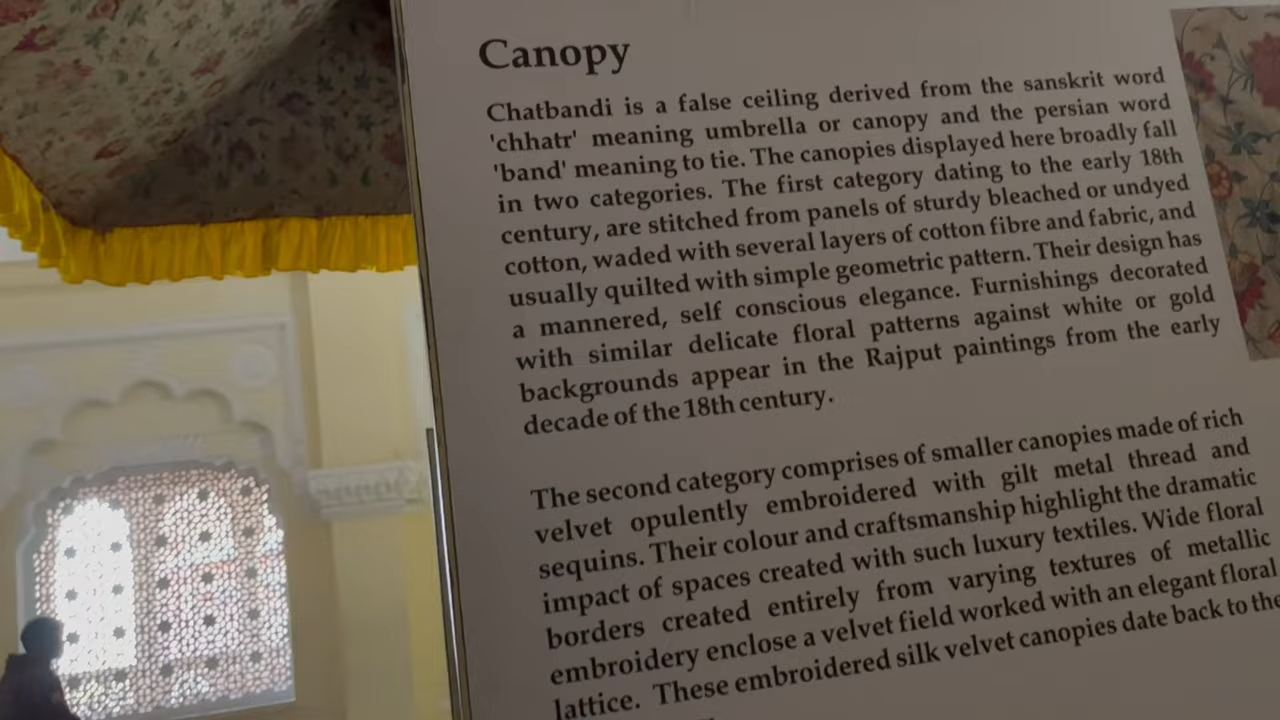 Canopy
Chatbandi is a false ceiling derived from the sanskrit word
'chhatr' meaning umbrella or canopy and the persian word
'band' meaning to tie. The canopies displayed here broadly fall
in two categories. The first category dating to the early 18th
century, are stitched from panels of sturdy bleached or undyed
cotton, waded with several layers of cotton fibre and fabric, and
usually quilted with simple geometric pattern. Their design has
a mannered, self conscious elegance. Furnishings decorated
with similar delicate floral patterns against white or gold
backgrounds appear in the Rajput paintings from the early
decade of the 18th century.
The second category comprises of smaller canopies made of rich
velvet opulently embroidered with gilt metal thread and
sequins. Their colour and craftsmanship highlight the dramatic
impact of spaces created with such luxury textiles. Wide floral
borders created entirely from varying textures of metallic
embroidery enclose a velvet field worked with an elegant floral
lattice. These embroidered silk velvet canopies date back to the